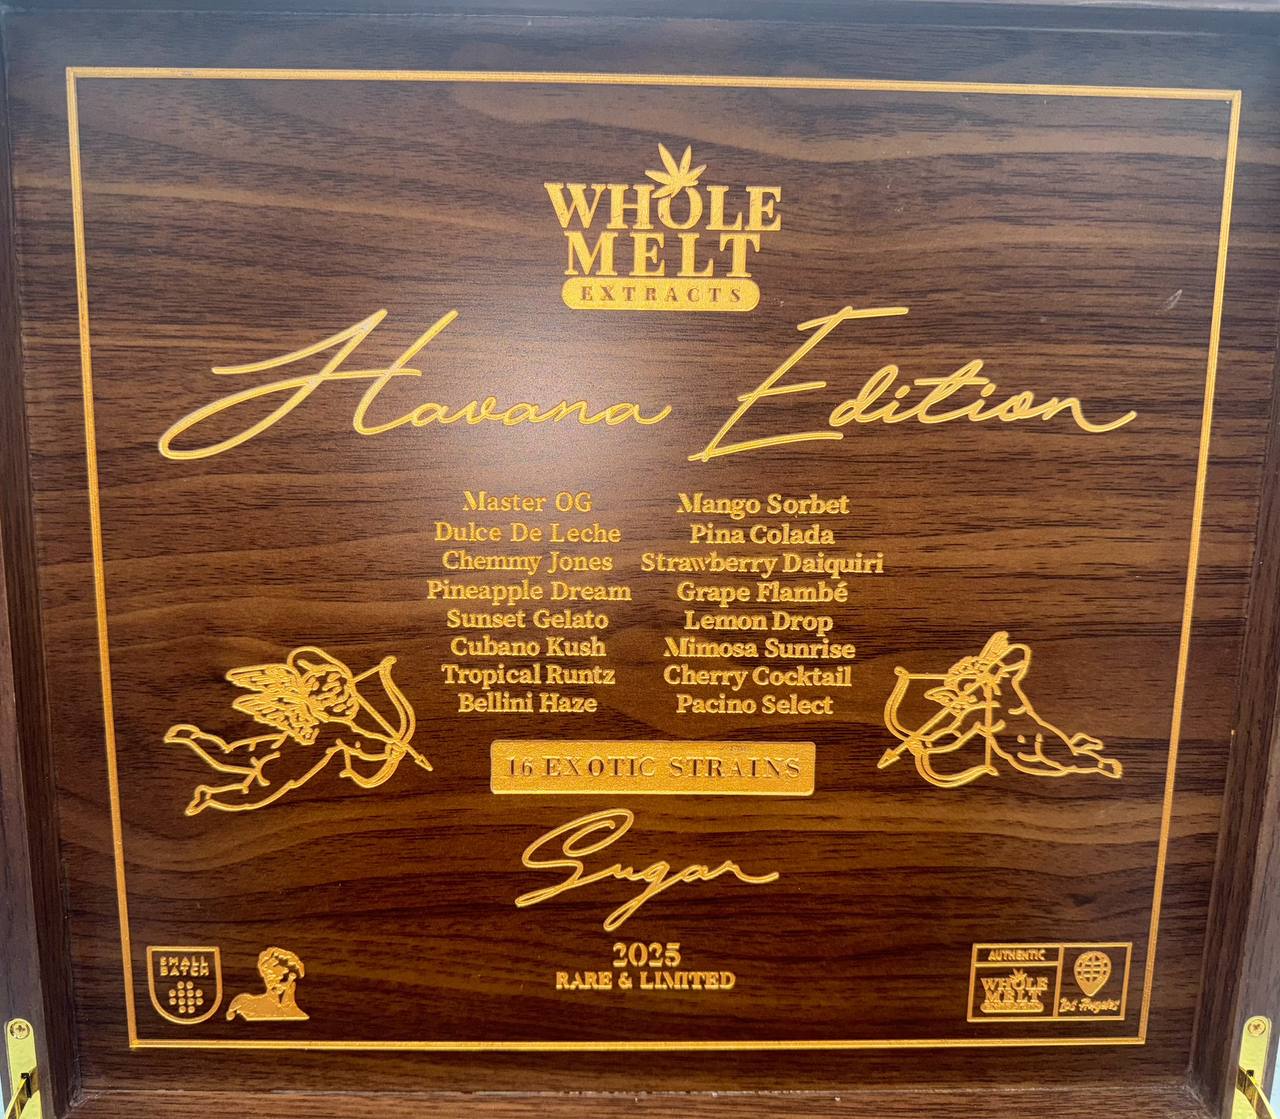 WHOLE
MELT
EXTRACTS
Havana Edition
Master OG
Dulce De Leche
Chemmy Jones
Pineapple Dream
Sunset Gelato
Cubano Kush
Tropical Runtz
Bellini Haze
Mango Sorbet
Pina Colada
Strawberry Daiquiri
Grape Flambé
Lemon Drop
Mimosa Sunrise
Cherry Cocktail
Pacino Select
16 EXOTIC STRAINS
Sugar
2025
RARE & LIMITED
SMALL
BATCH
AUTHENTIC
WHOLE
MELT
Los Angeles